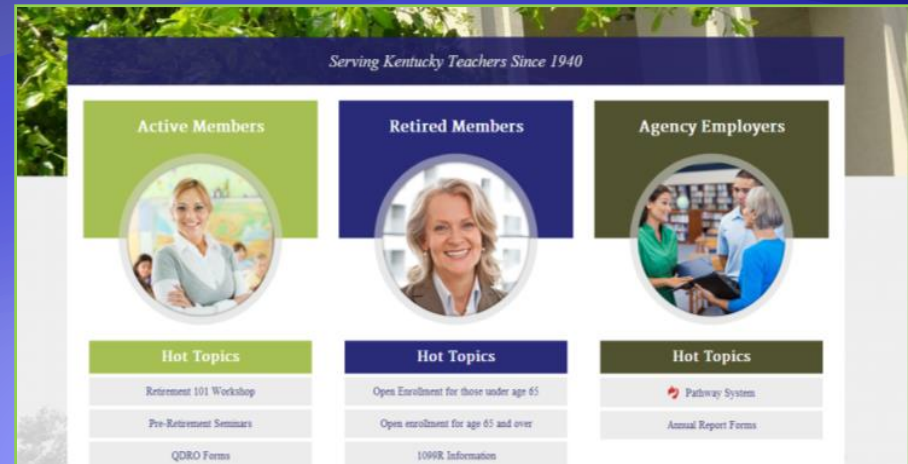 Serving Kentucky Teachers Since 1940
Active Members
Retired Members
Agency Employers
Hot Topics
Retirement 101 Workshop
Pre-Retirement Seminars
QDRO Forms
Hot Topics
Open Enrollment for those under age 65
Open enrollment for age 65 and over
1099R Information
Hot Topics
Pathway System
Annual Report Forms